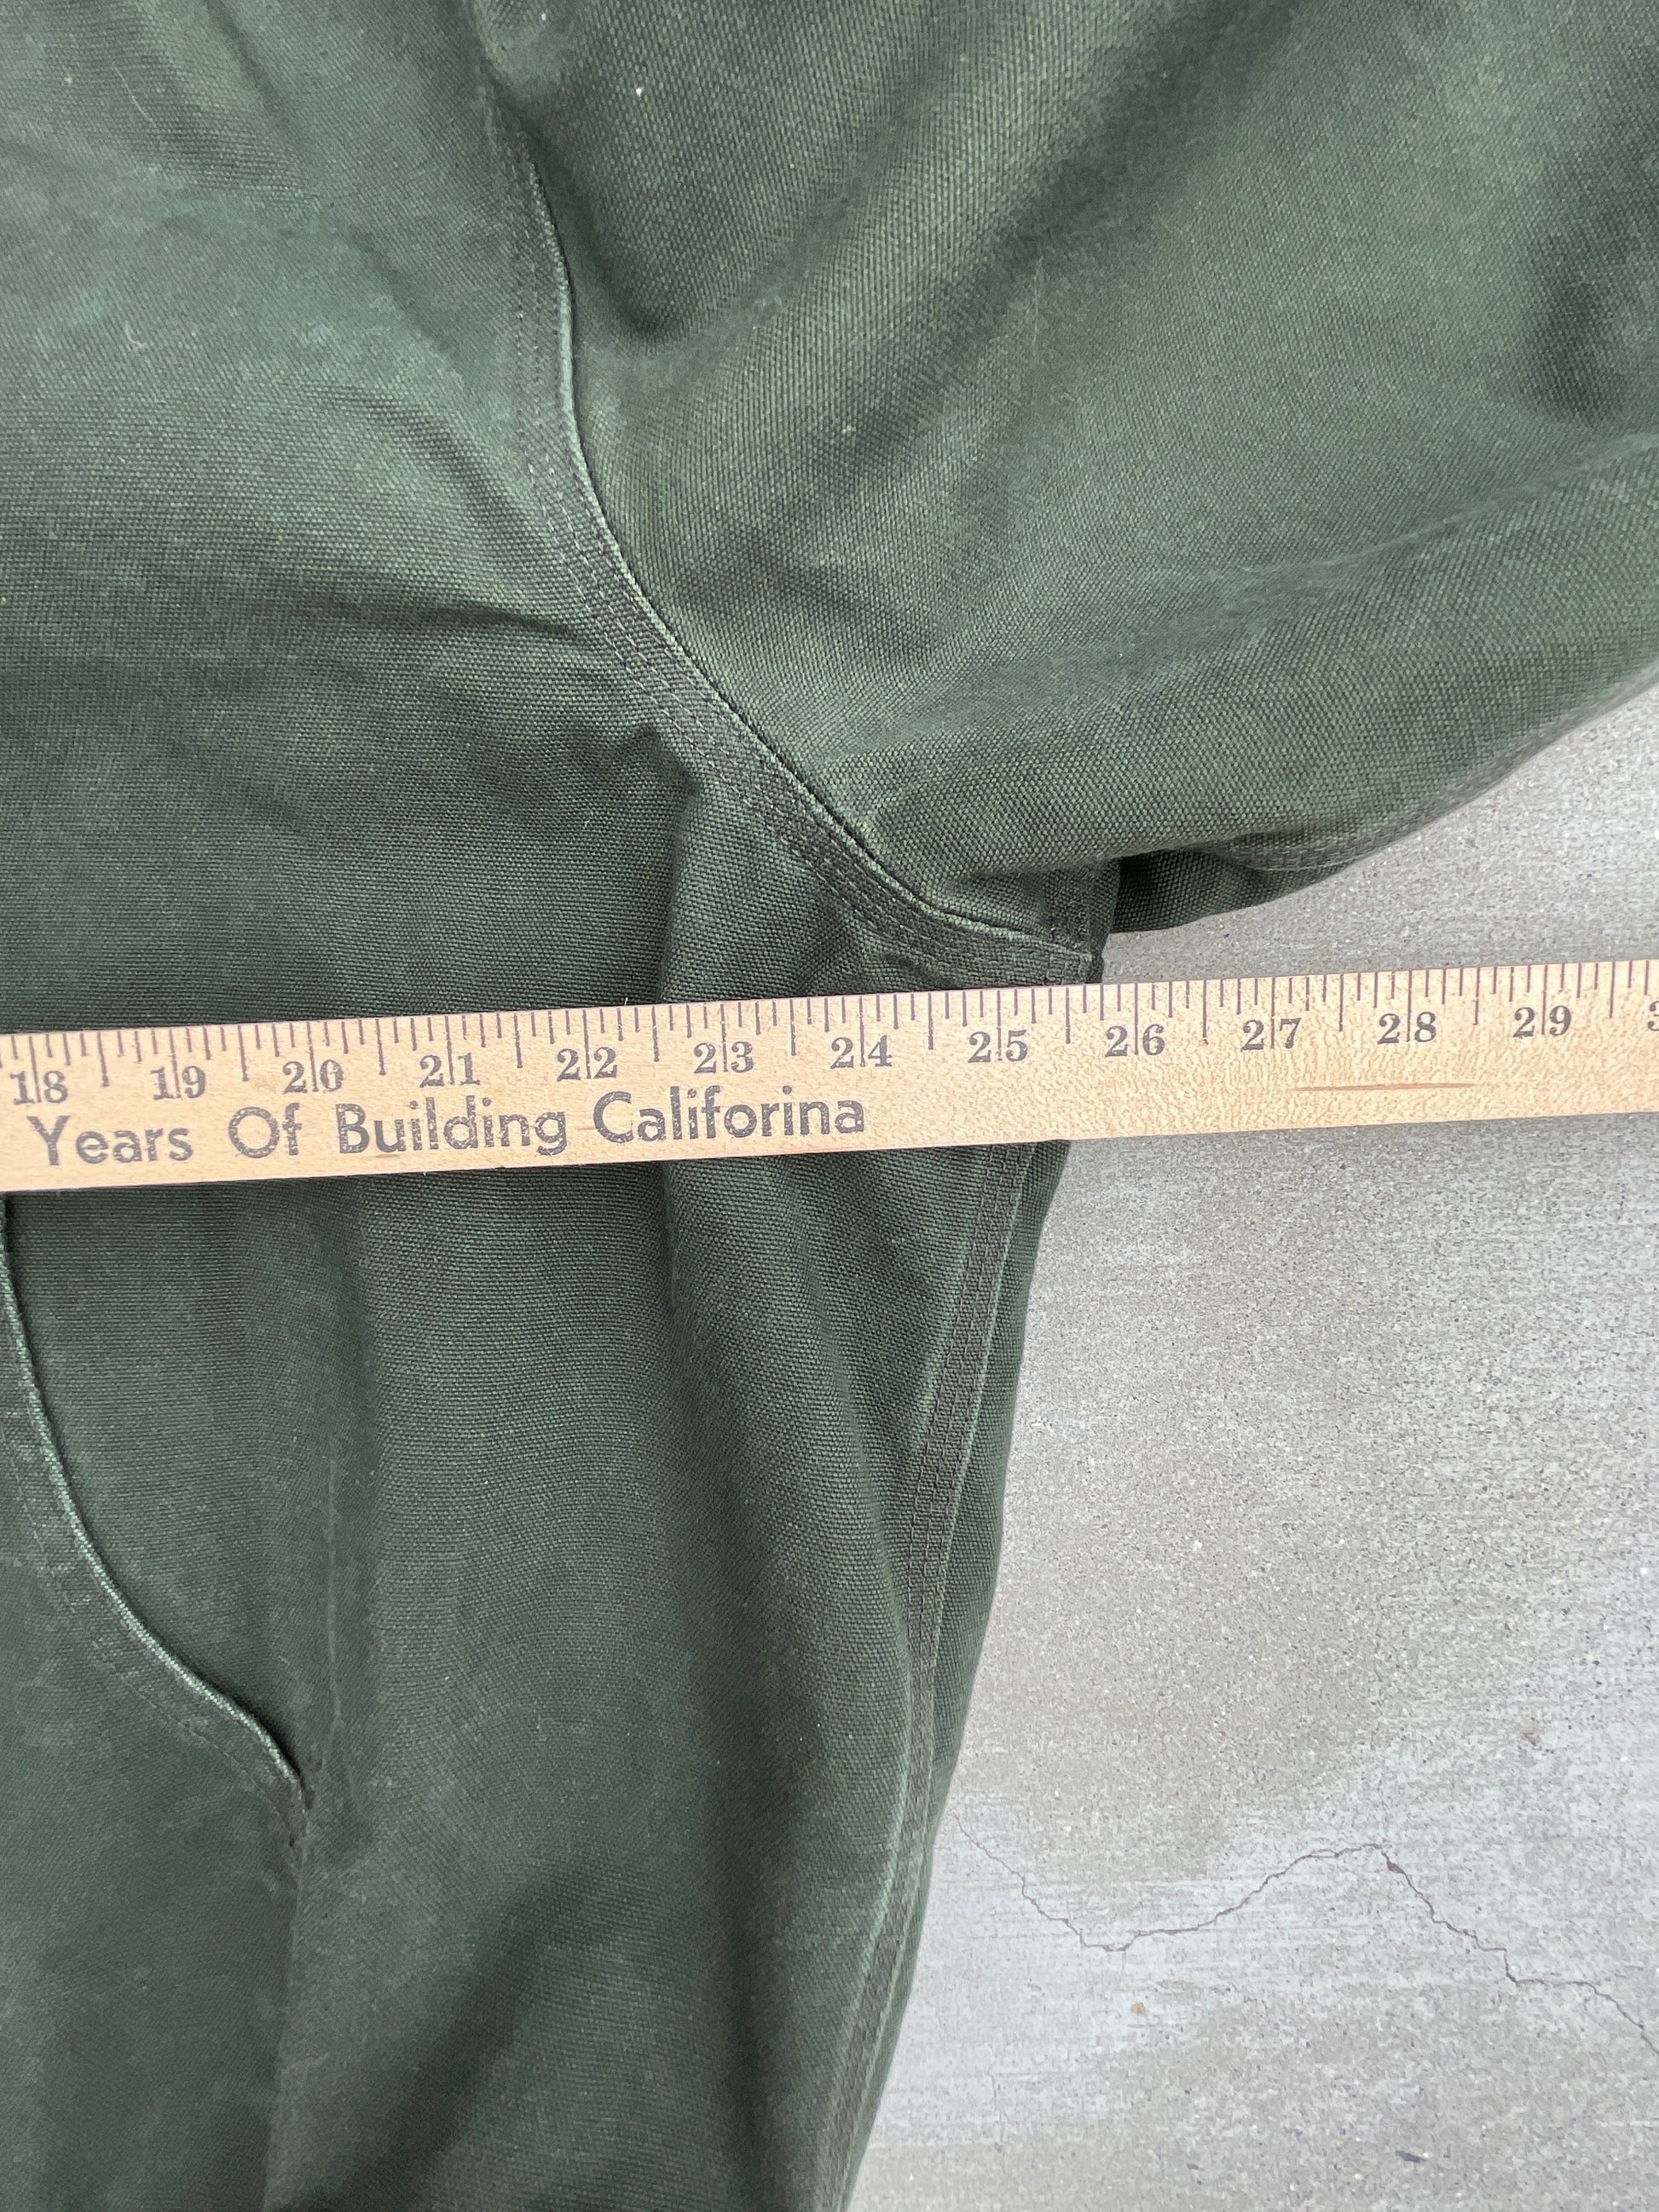 18 19 20 21 22 23 24 25 26 27 28 29
Years Of Building Califorina